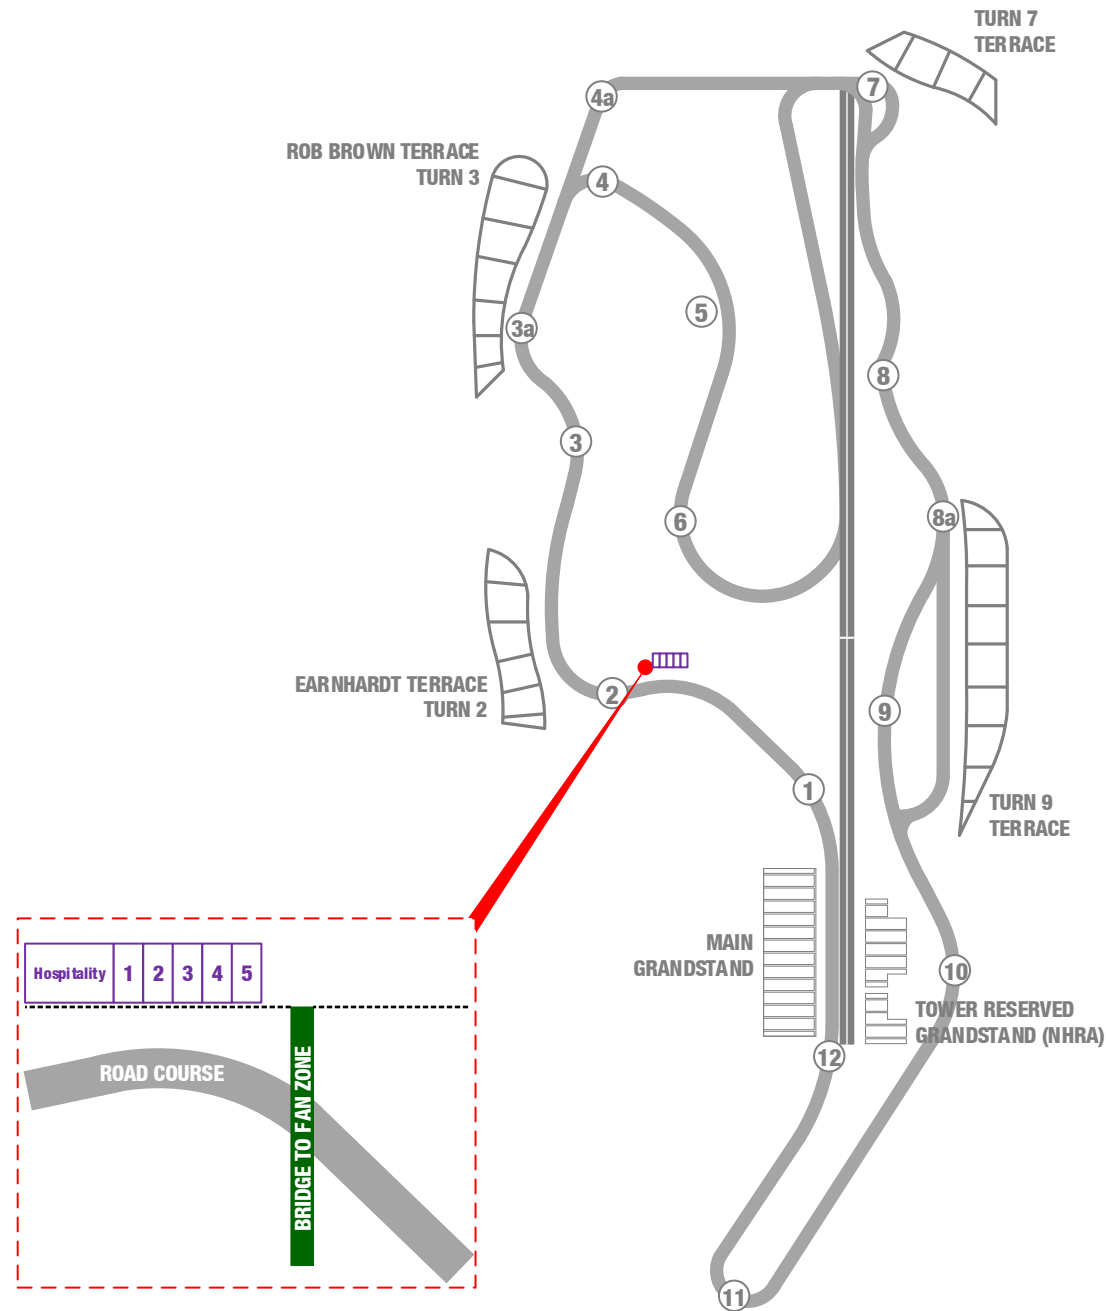 TURN 7
TERRACE
7
4a
ROB BROWN TERRACE
TURN 3
4
5
3a
8
3
8a
6
EARNHARDT TERRACE
TURN 2
2
9
1
TURN 9
TERRACE
MAIN
GRANDSTAND
10
TOWER RESERVED
GRANDSTAND (NHRA)
12
11
Hospitality 1 2 3 4 5
ROAD COURSE
BRIDGE TO FAN ZONE